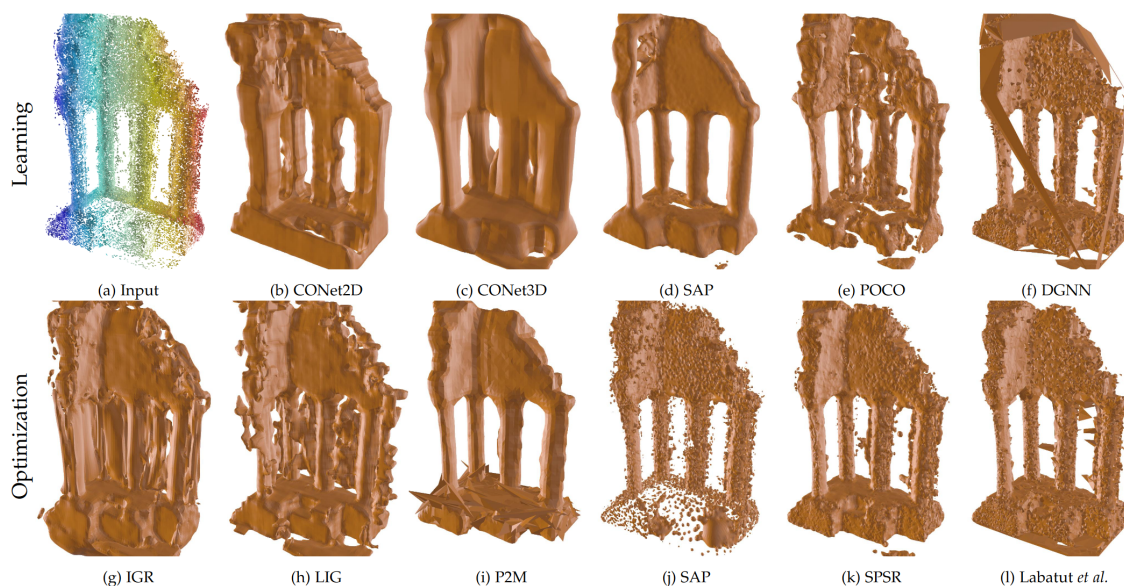 Learning
(a) Input
(b) CONet2D
(c) CONet3D
(d) SAP
(e) POCO
(f) DGNN
Optimization
(g) IGR
(h) LIG
(i) P2M
(j) SAP
(k) SPSR
(l) Labatut et al.